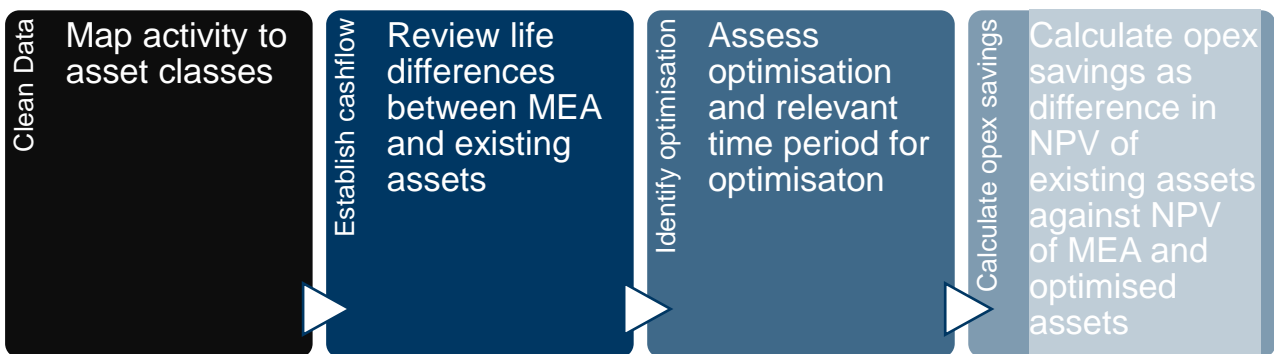 Clean Data
Map activity to
asset classes
Establish cashflow
Review life
differences
between MEA
and existing
assets
Identify optimisation
Assess
optimisation
and relevant
time period for
optimisaton
Calculate opex savings
Calculate opex
savings as
difference in
NPV of
existing assets
against NPV
of MEA and
optimised
assets